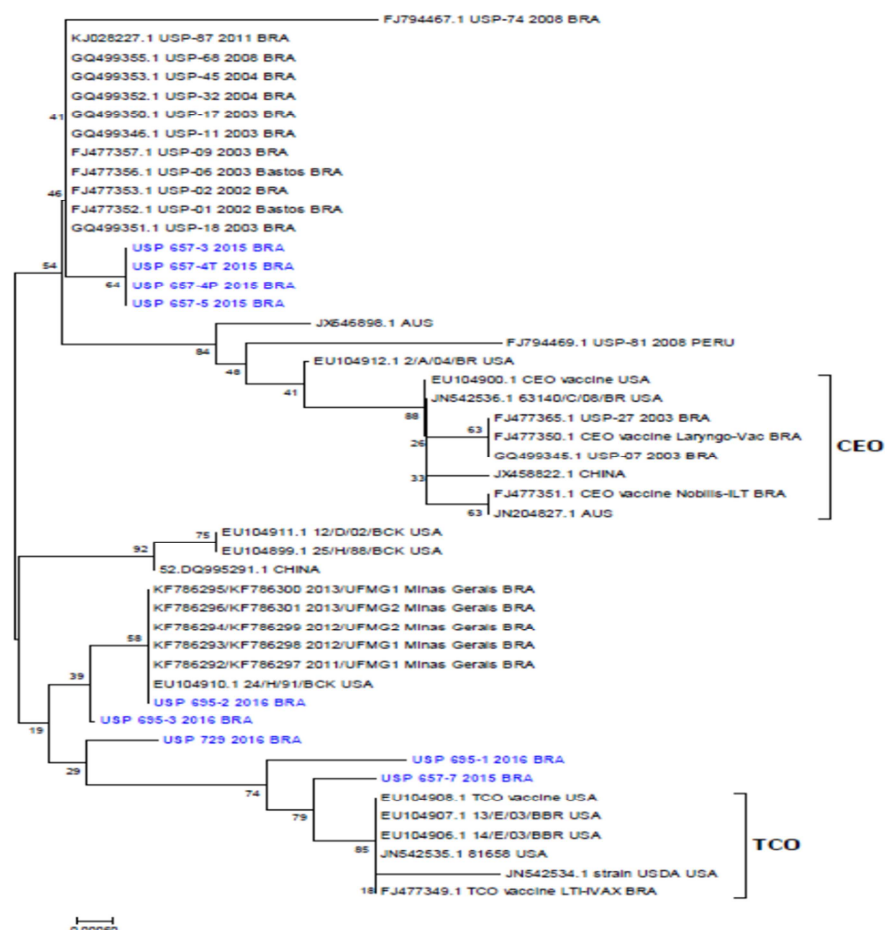 FJ794467.1 USP-74 2008 BRA
KJ028227.1 USP-87 2011 BRA
GQ499355.1 USP-68 2008 BRA
GQ499353.1 USP-45 2004 BRA
GQ499352.1 USP-32 2004 BRA
41
GQ499350.1 USP-17 2003 BRA
GQ499346.1 USP-11 2003 BRA
FJ477357.1 USP-09 2003 BRA
FJ477356.1 USP-06 2003 Bastos BRA
46
FJ477353.1 USP-02 2002 BRA
FJ477352.1 USP-01 2002 Bastos BRA
GQ499351.1 USP-18 2003 BRA
USP 657-3 2015 BRA
54
USP 657-4T 2015 BRA
64
USP 657-4P 2015 BRA
USP 657-5 2015 BRA
JX646898.1 AUS
84
FJ794469.1 USP-81 2008 PERU
48
EU104912.1 2/A/04/BR USA
41
EU104900.1 CEO vaccine USA
JN542536.1 63140/C/08/BR USA
88
FJ477365.1 USP-27 2003 BRA
63
FJ477350.1 CEO vaccine Laryngo-Vac BRA
26
CEO
GQ499345.1 USP-07 2003 BRA
JX458822.1 CHINA
33
FJ477351.1 CEO vaccine Nobilis-ILT BRA
63
JN204827.1 AUS
75
EU104911.1 12/D/02/BCK USA
92
EU104899.1 25/H/88/BCK USA
52.DQ995291.1 CHINA
KF786295/KF786300 2013/UFMG1 Minas Gerais BRA
KF786296/KF786301 2013/UFMG2 Minas Gerais BRA
KF786294/KF786299 2012/UFMG2 Minas Gerais BRA
58
KF786293/KF786298 2012/UFMG1 Minas Gerais BRA
KF786292/KF786297 2011/UFMG1 Minas Gerais BRA
39
EU104910.1 24/H/91/BCK USA
USP 695-2 2016 BRA
USP 695-3 2016 BRA
19
USP 729 2016 BRA
29
USP 695-1 2016 BRA
74
USP 657-7 2015 BRA
EU104908.1 TCO vaccine USA
79
EU104907.1 13/E/03/BBR USA
EU104906.1 14/E/03/BBR USA
85
JN542535.1 81658 USA
TCO
JN542534.1 strain USDA USA
18
FJ477349.1 TCO vaccine LTI-IVAX BRA